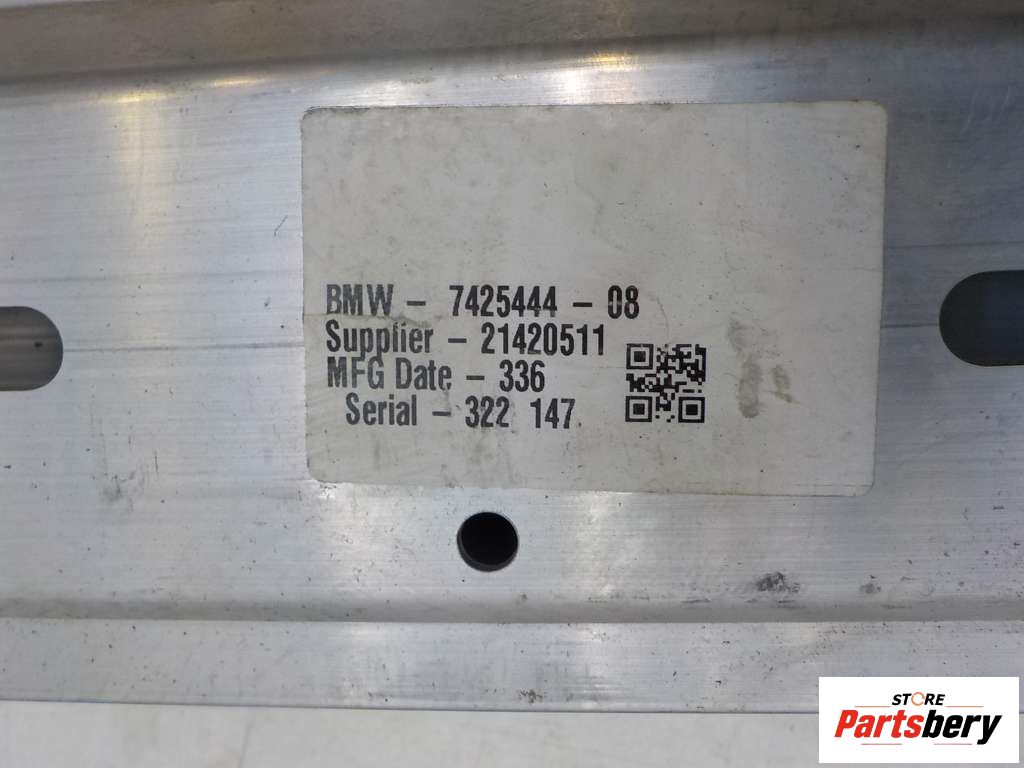 BMW - 7425444 - 08
Supplier - 21420511
MFG Date - 336
Serial - 322 147
STORE
Partsbery